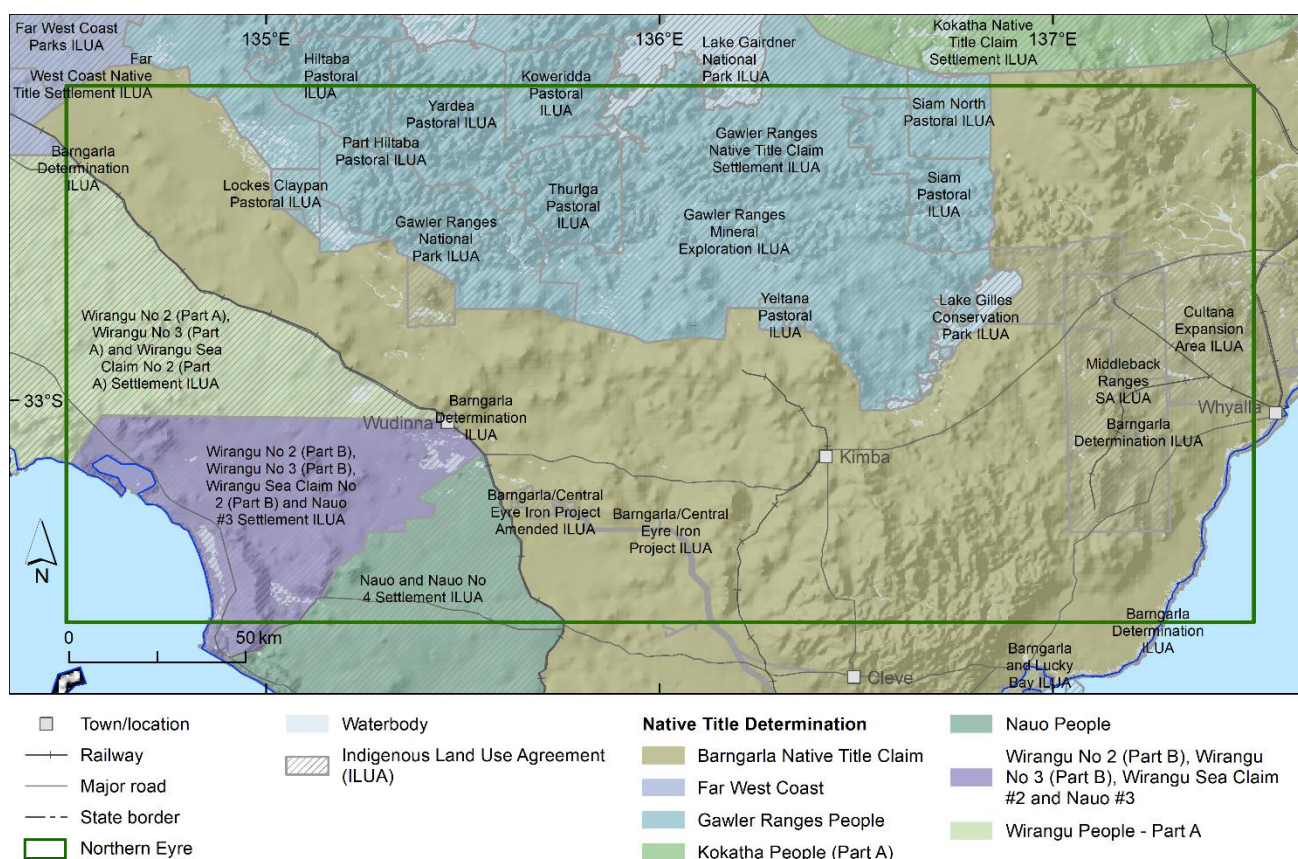 Far West Coast
Parks ILUA
Far
West Coast Native
Title Settlement ILUA
135°E
136°E
137°E
Hiltaba
Pastoral
ILUA
Koweridda
Pastoral
ILUA
Lake Gairdner
National
Park ILUA
Kokatha Native
Title Claim
Settlement ILUA
Yardea
Pastoral ILUA
Siam North
Pastoral ILUA
Part Hiltaba
Pastoral ILUA
Gawler Ranges
Native Title Claim
Settlement ILUA
Barngarla
Determination
ILUA
Lockes Claypan
Pastoral ILUA
Thurlga
Pastoral
ILUA
Siam
Pastoral
ILUA
Gawler Ranges
National
Park ILUA
Gawler Ranges
Mineral
Exploration ILUA
Yeltana
Pastoral
ILUA
Lake Gilles
Conservation
Park ILUA
Cultana
Expansion
Area ILUA
Wirangu No 2 (Part A),
Wirangu No 3 (Part
A) and Wirangu Sea
Claim No 2 (Part
A) Settlement ILUA
Middleback
Ranges
SA ILUA
33°S
Wudinna
Barngarla
Determination
ILUA
Whyalla
Barngarla
Determination ILUA
Wirangu No 2 (Part B),
Wirangu No 3 (Part B),
Wirangu Sea Claim No
2 (Part B) and Nauo
#3 Settlement ILUA
Kimba
Barngarla/Central
Eyre Iron Project
Amended ILUA
Barngarla/Central
Eyre Iron
Project ILUA
N
Nauo and Nauo No
4 Settlement ILUA
Barngarla
Determination
ILUA
0
50 km
Barngarla
and Lucky
Bay ILUA
Cleve
Town/location
Railway
Major road
State border
Northern Eyre
Waterbody
Indigenous Land Use Agreement
(ILUA)
Native Title Determination
Barngarla Native Title Claim
Far West Coast
Gawler Ranges People
Kokatha People (Part A)
Nauo People
Wirangu No 2 (Part B), Wirangu
No 3 (Part B), Wirangu Sea Claim
#2 and Nauo #3
Wirangu People - Part A